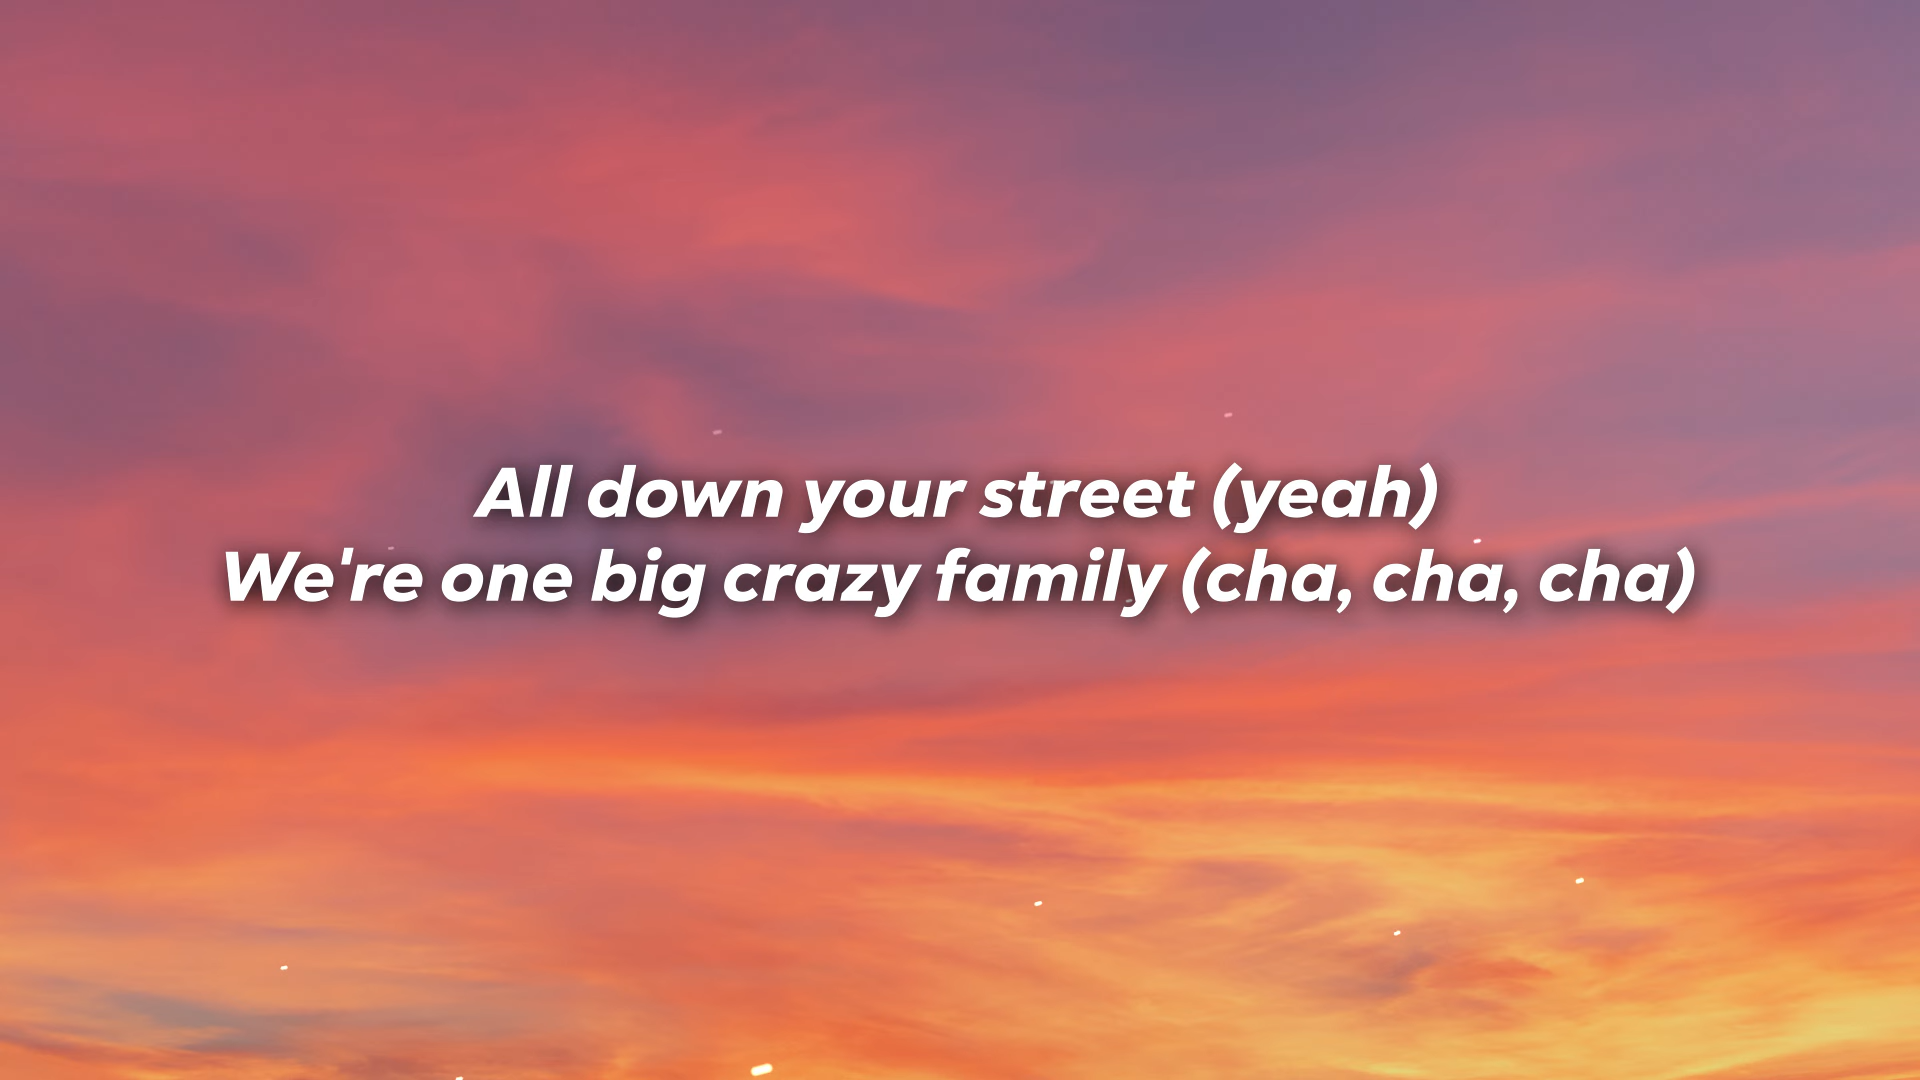 All down your street (yeah)
We're one big crazy family (cha, cha, cha)